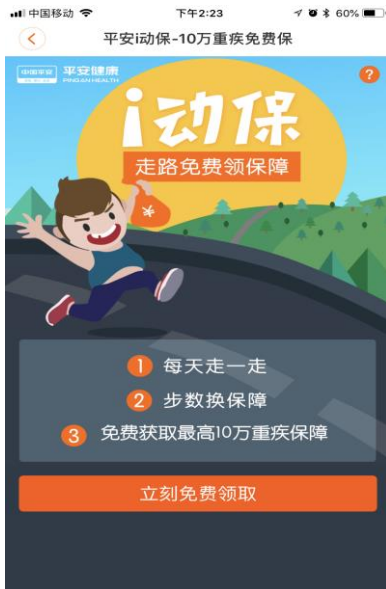 中国移动 下午2:23 60%
平安i动保-10万重疾免费保
中国平安 平安健康 ?
PINGAN HEALTH
i动保
走路免费领保障
¥
1 每天走一走
2 步数换保障
3 免费获取最高10万重疾保障
立刻免费领取